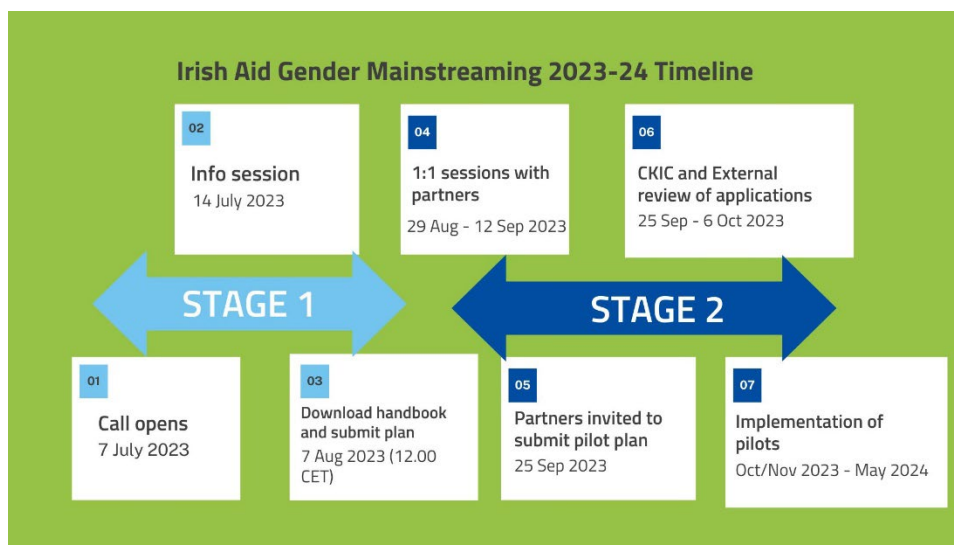 Irish Aid Gender Mainstreaming 2023-24 Timeline
02
Info session
14 July 2023
04
1:1 sessions with
partners
29 Aug - 12 Sep 2023
06
CKIC and External
review of applications
25 Sep - 6 Oct 2023
STAGE 1
STAGE 2
01
Call opens
7 July 2023
03
Download handbook
and submit plan
7 Aug 2023 (12.00
CET)
05
Partners invited to
submit pilot plan
25 Sep 2023
07
Implementation of
pilots
Oct/Nov 2023 - May 2024